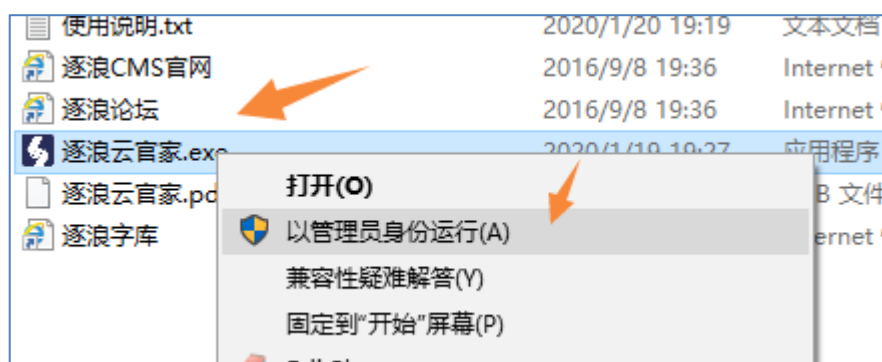 使用说明.txt 2020/1/20 19:19 文本文档
逐浪CMS官网 2016/9/8 19:36 Internet
逐浪论坛 2016/9/8 19:36 Internet
逐浪云官家.exe 2020/1/19 19:27 应用程序
逐浪云官家.pd B 文件
逐浪字库 ernet
打开(O)
以管理员身份运行(A)
兼容性疑难解答(Y)
固定到"开始"屏幕(P)